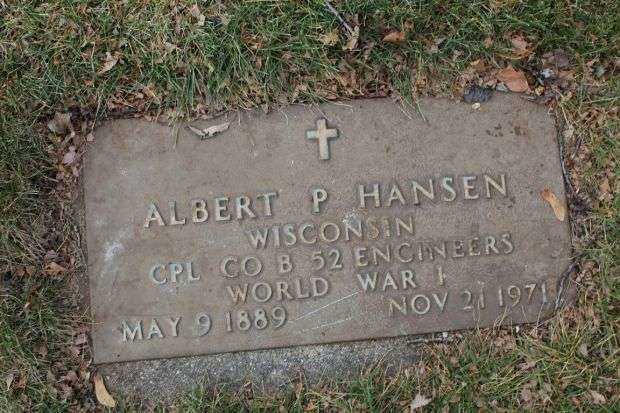 ALBERT P HANSEN
WISCONSIN
CPL CO B 52 ENGINEERS
WORLD WAR I
MAY 9 1889 NOV 21 1971